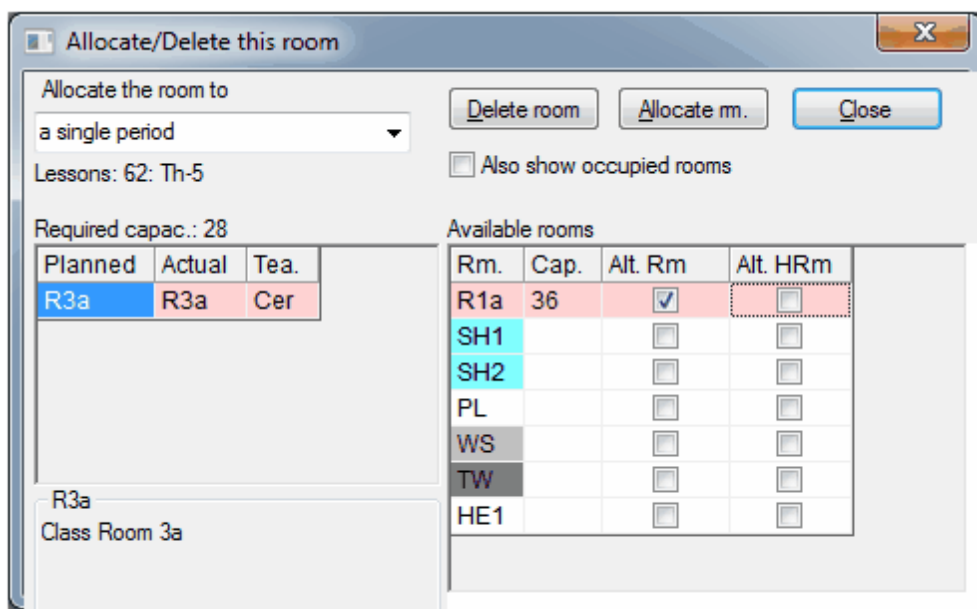 Allocate/Delete this room
Allocate the room to
a single period
Delete room Allocate rm. Close
Also show occupied rooms
Lessons: 62: Th-5
Required capac.: 28
Planned Actual Tea.
R3a R3a Cer
Available rooms
Rm. Cap. Alt. Rm Alt. HRm
R1a 36
SH1
SH2
PL
WS
TW
HE1
R3a
Class Room 3a